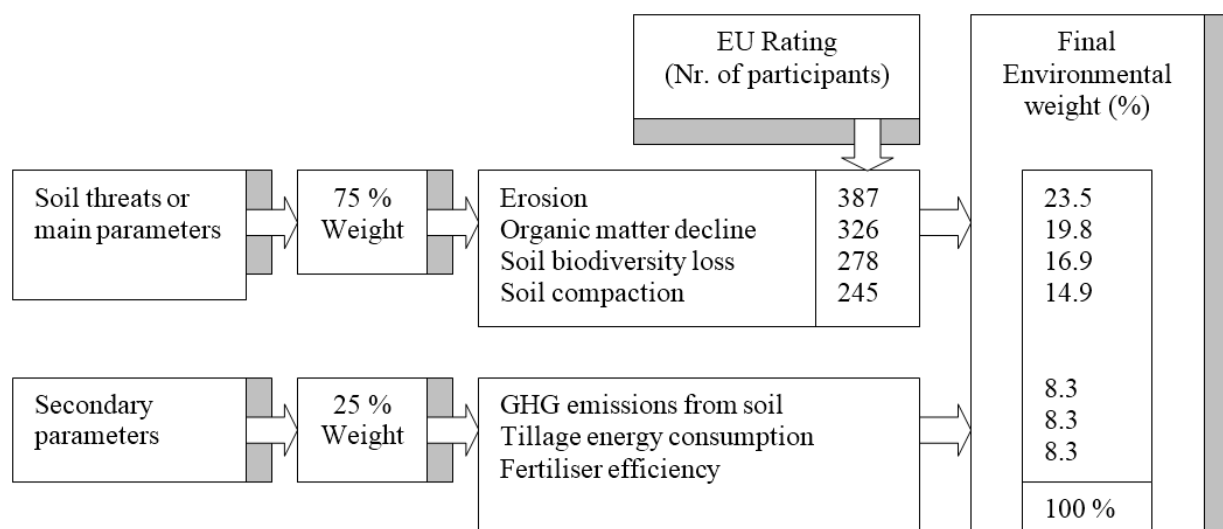 EU Rating
(Nr. of participants)
Final
Environmental
weight (%)
Soil threats or
main parameters
75 %
Weight
Erosion
Organic matter decline
Soil biodiversity loss
Soil compaction
387
326
278
245
23.5
19.8
16.9
14.9
Secondary
parameters
25 %
Weight
GHG emissions from soil
Tillage energy consumption
Fertiliser efficiency
8.3
8.3
8.3
100 %